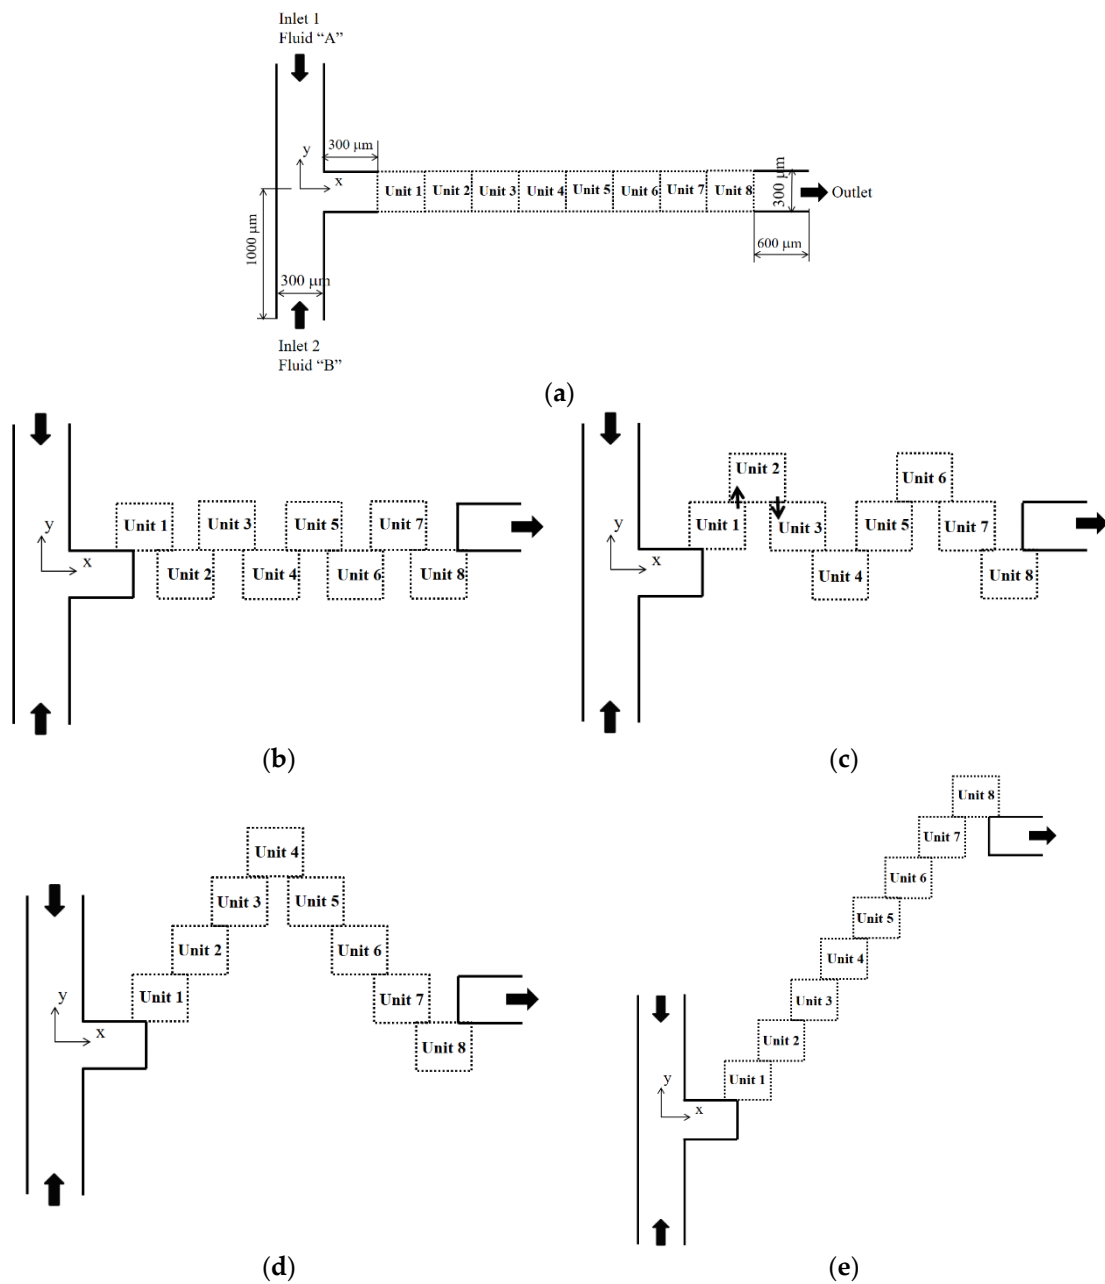 Inlet 1
Fluid “A”
300 μm
y
x
Unit 1 Unit 2 Unit 3 Unit 4 Unit 5 Unit 6 Unit 7 Unit 8
300 μm
Outlet
1000 μm
600 μm
300 μm
Inlet 2
Fluid “B”
(a)
y
x
Unit 1 Unit 3 Unit 5 Unit 7
Unit 2 Unit 4 Unit 6 Unit 8
(b)
Unit 2
Unit 6
y
x
Unit 1 Unit 3 Unit 5 Unit 7
Unit 4 Unit 8
(c)
Unit 4
Unit 3 Unit 5
Unit 2 Unit 6
Unit 1 Unit 7
y
x
Unit 8
(d)
Unit 8
Unit 7
Unit 6
Unit 5
Unit 4
Unit 3
Unit 2
Unit 1
y
x
(e)